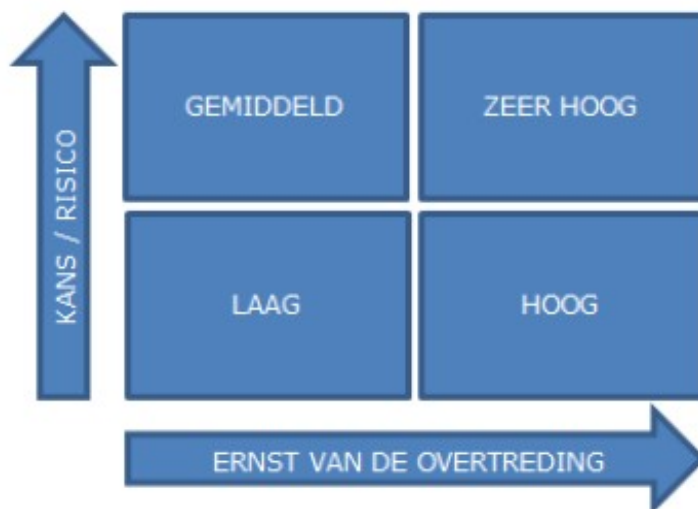 GEMIDDELD
ZEER HOOG
KANS / RISICO
LAAG
HOOG
ERNST VAN DE OVERTREDING